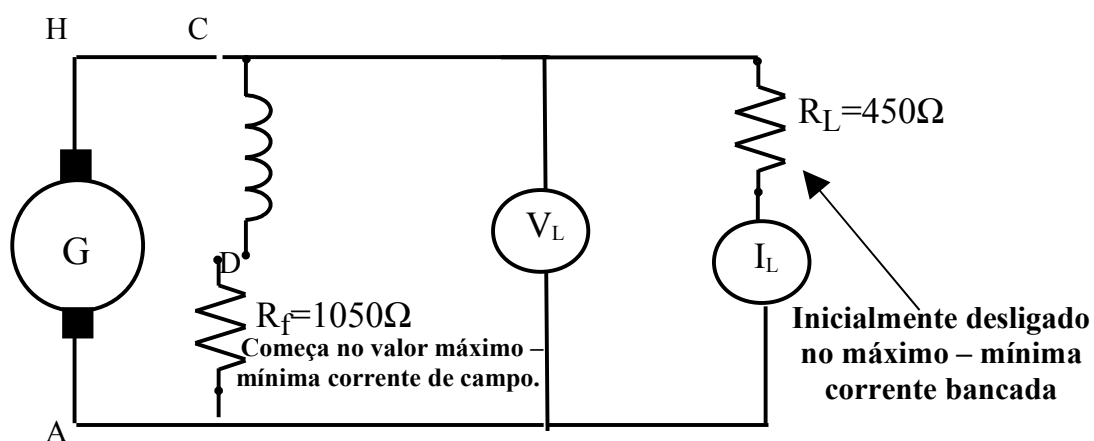 H
C
R_L=450Ω
G
D
V_L
I_L
R_f=1050Ω
Começa no valor máximo –
mínima corrente de campo.
Inicialmente desligado
no máximo – mínima
corrente bancada
A